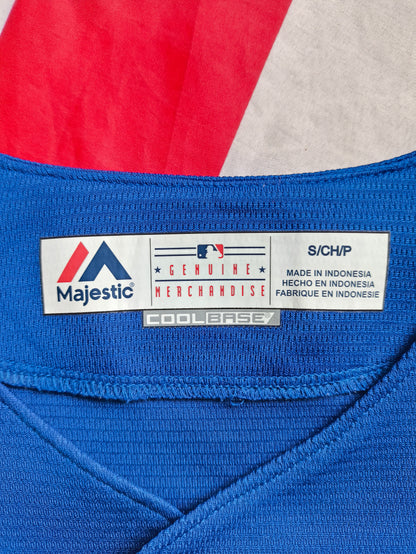 Majestic
GENUINE
MERCHANDISE
COOLBASE
S/CH/P
MADE IN INDONESIA
HECHO EN INDONESIA
FABRIQUE EN INDONESIE